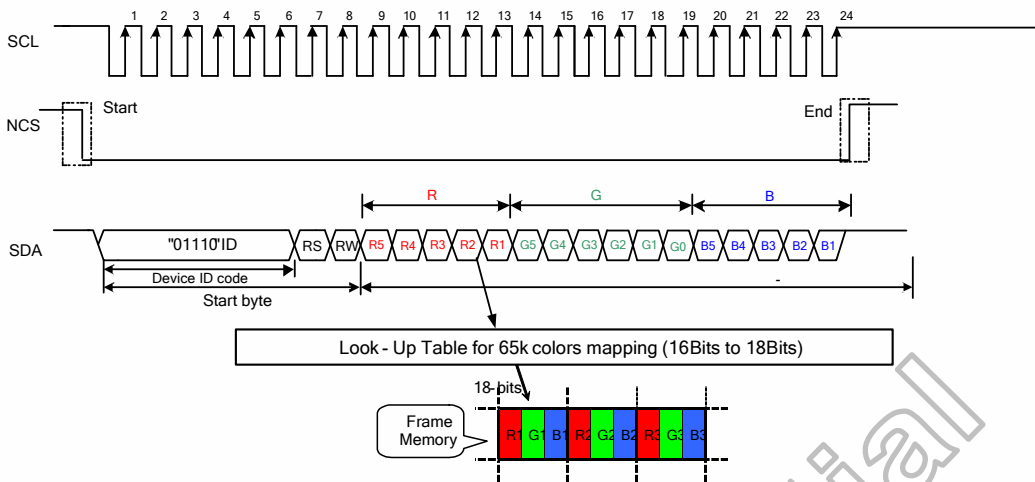 1 2 3 4 5 6 7 8 9 10 11 12 13 14 15 16 17 18 19 20 21 22 23 24
SCL
Start End
NCS
R G B
SDA "01110"ID RS RW R5 R4 R3 R2 R1 G5 G4 G3 G2 G1 G0 B5 B4 B3 B2 B1
Device ID code -
Start byte
Look - Up Table for 65k colors mapping (16Bits to 18Bits)
18-bits
Frame
Memory
R1 G1 B1 R2 G2 B2 R3 G3 B3
tial